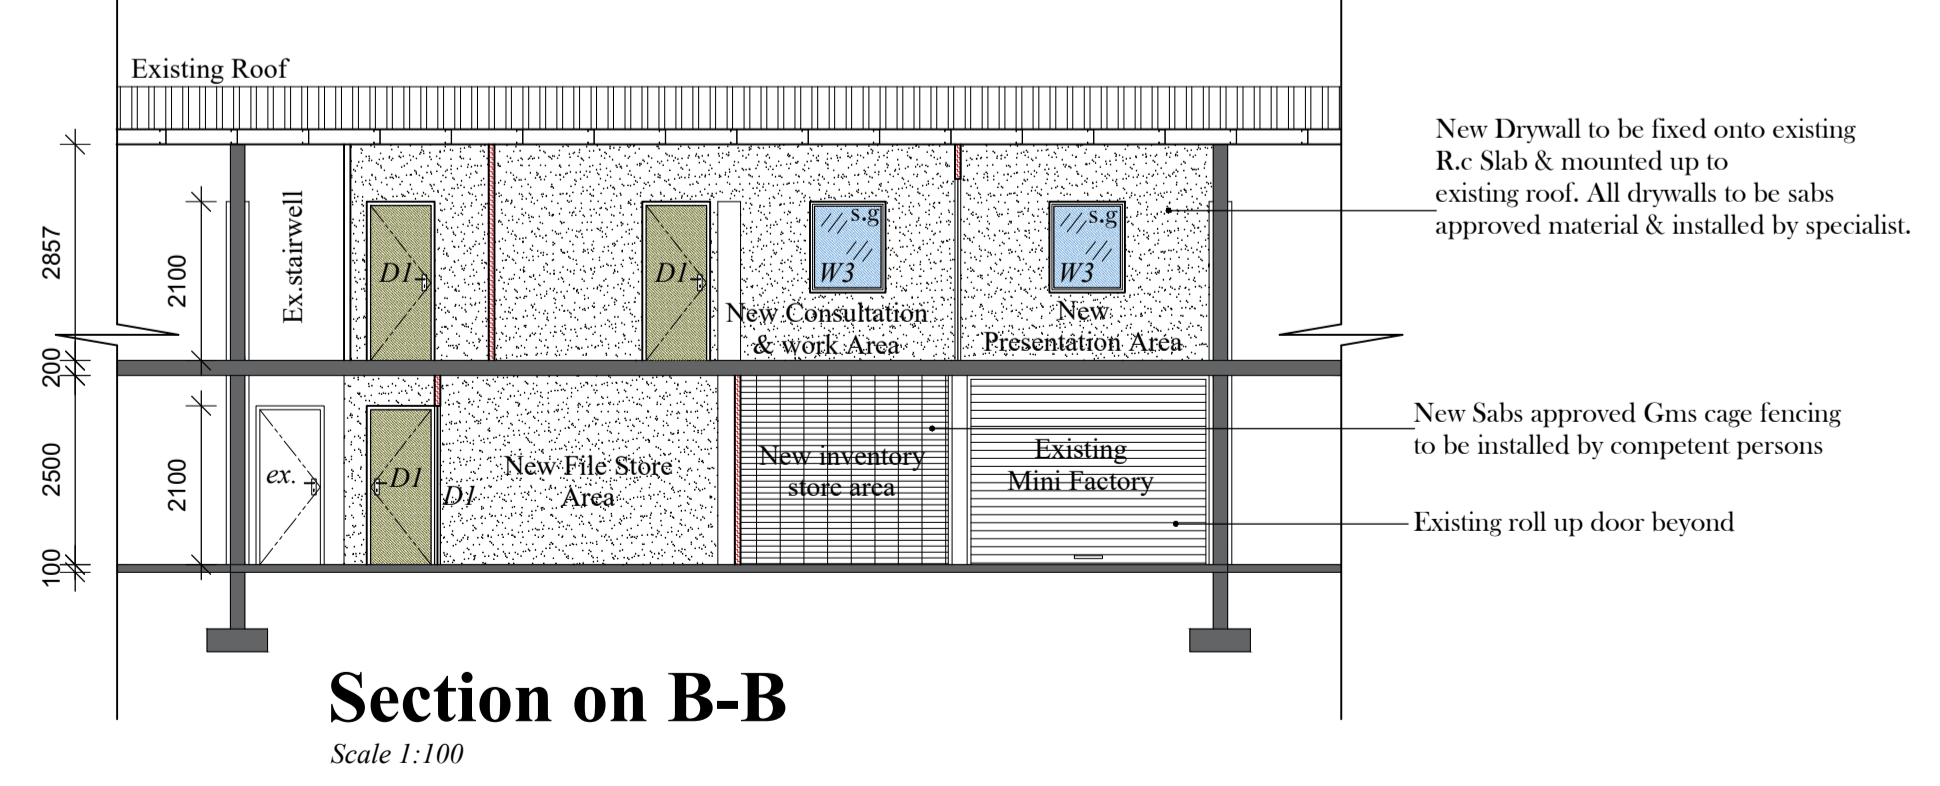 Existing Roof
New Drywall to be fixed onto existing
R.c Slab & mounted up to
existing roof. All drywalls to be sabs
approved material & installed by specialist.
2857
2100
Ex.stairwell
D1
D1
s.g
W3
s.g
W3
New Consultation
& work Area
New
Presentation Area
200
2500
2100
100
ex.
D1
D1
New File Store
Area
New inventory
store area
Existing
Mini Factory
New Sabs approved Gms cage fencing
to be installed by competent persons
Existing roll up door beyond
Section on B-B
Scale 1:100